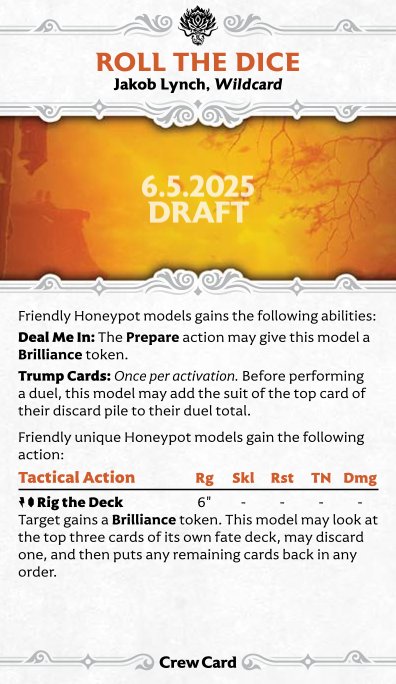 ROLL THE DICE
Jakob Lynch, Wildcard
6.5.2025
DRAFT
Friendly Honeypot models gains the following abilities:
Deal Me In: The Prepare action may give this model a
Brilliance token.
Trump Cards: Once per activation. Before performing
a duel, this model may add the suit of the top card of
their discard pile to their duel total.
Friendly unique Honeypot models gain the following
action:
Tactical Action Rg Skl Rst TN Dmg
Rig the Deck 6" - - - -
Target gains a Brilliance token. This model may look at
the top three cards of its own fate deck, may discard
one, and then puts any remaining cards back in any
order.
Crew Card